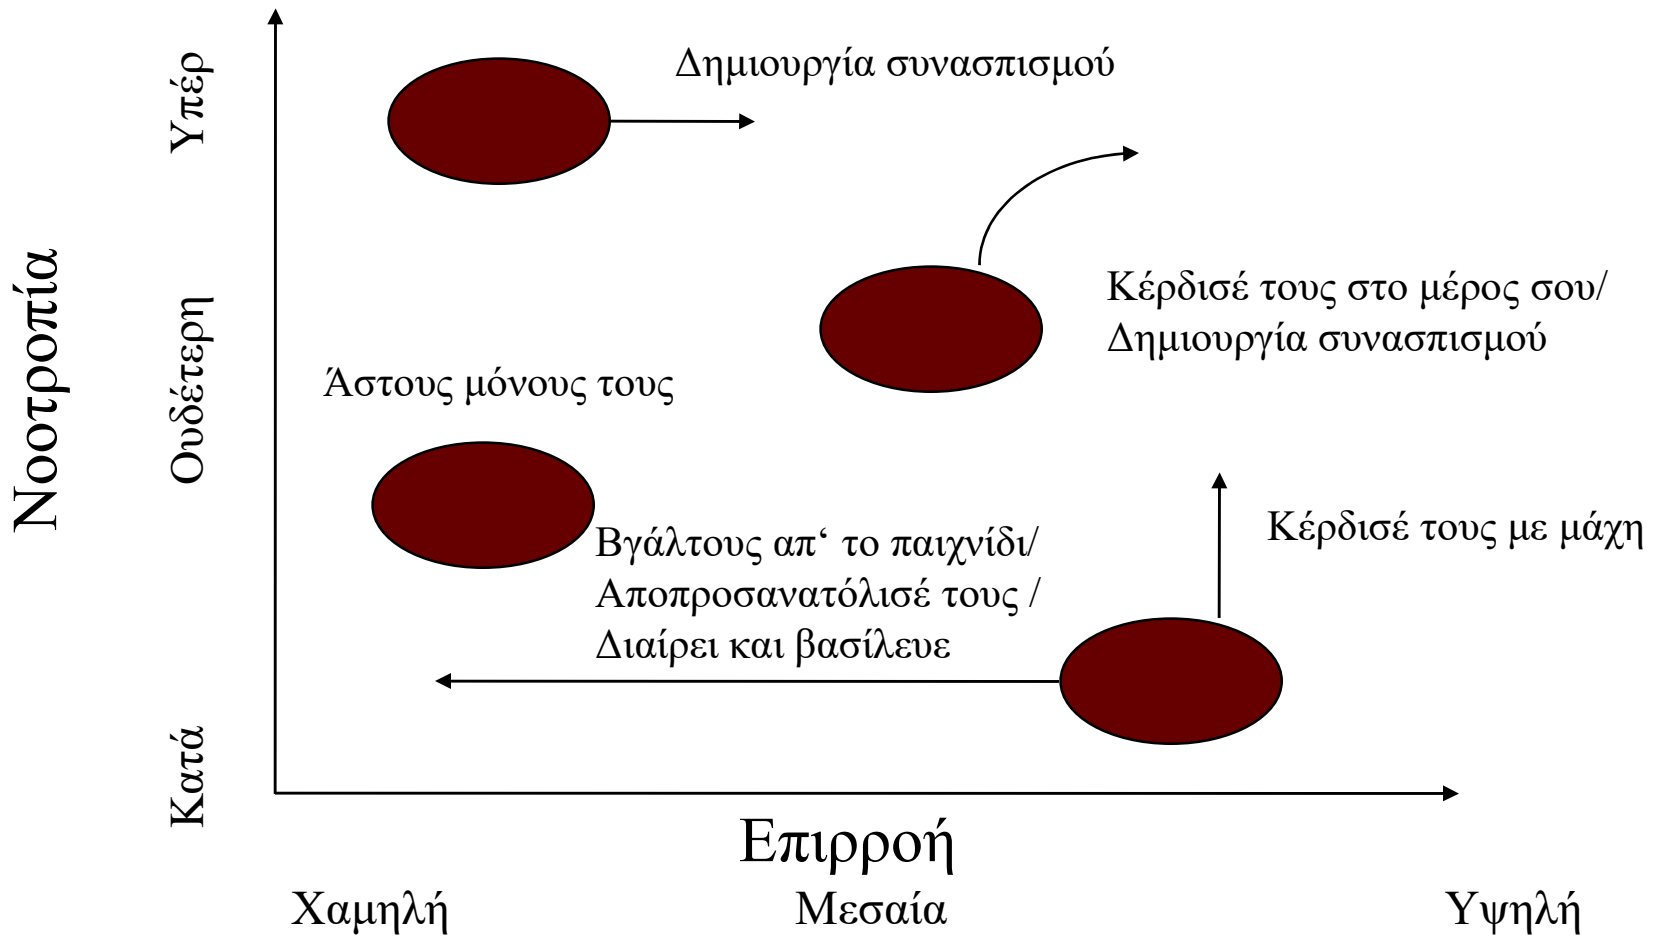 Δημιουργία συνασπισμού
Υπέρ
Νοοτροπία
Κέρδισέ τους στο μέρος σου/
Δημιουργία συνασπισμού
Ουδέτερη
Άστους μόνους τους
Κέρδισέ τους με μάχη
Βγάλτους απ‘ το παιχνίδι/
Αποπροσανατόλισέ τους /
Διαίρει και βασίλευε
Κατά
Επιρροή
Χαμηλή
Μεσαία
Υψηλή